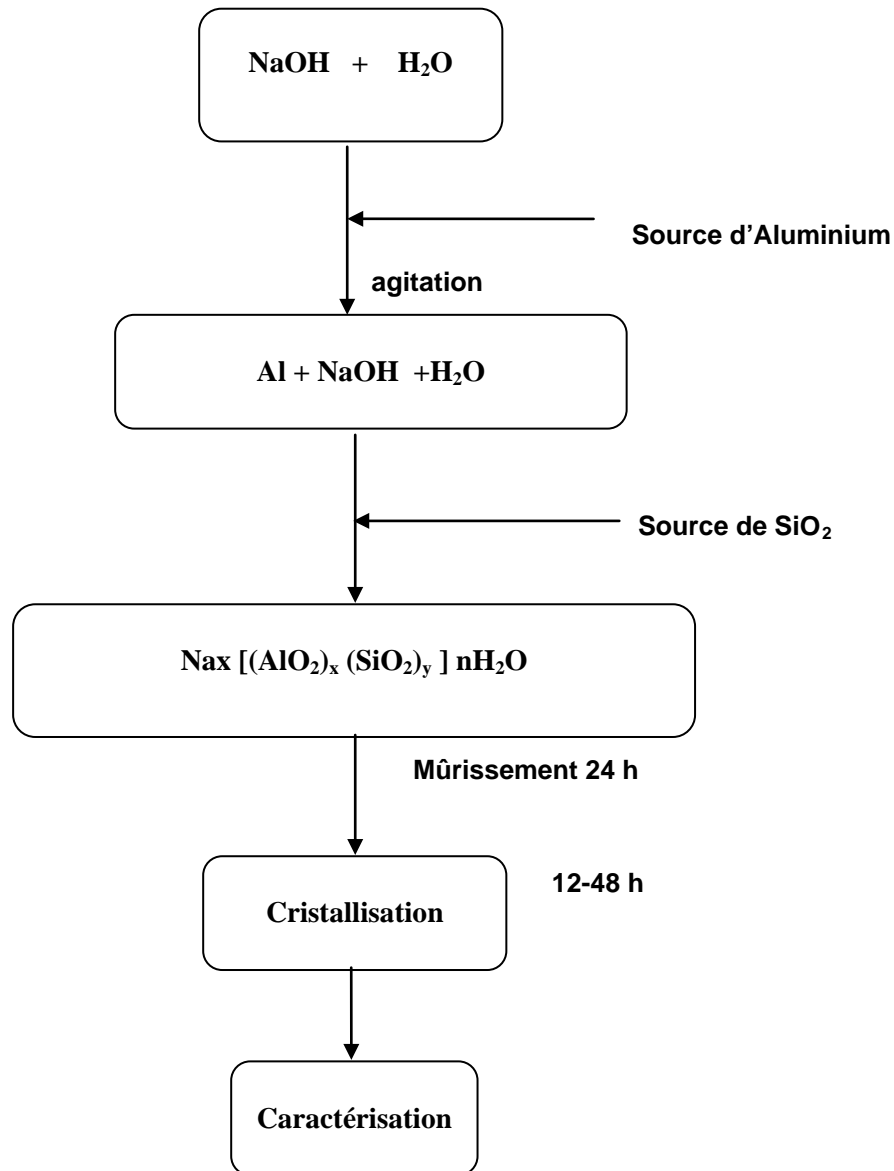 NaOH + H₂O
Source d’Aluminium
agitation
Al + NaOH +H₂O
Source de SiO₂
Nax [(AlO₂)ₓ (SiO₂)ᵧ ] nH₂O
Mûrissement 24 h
12-48 h
Cristallisation
Caractérisation